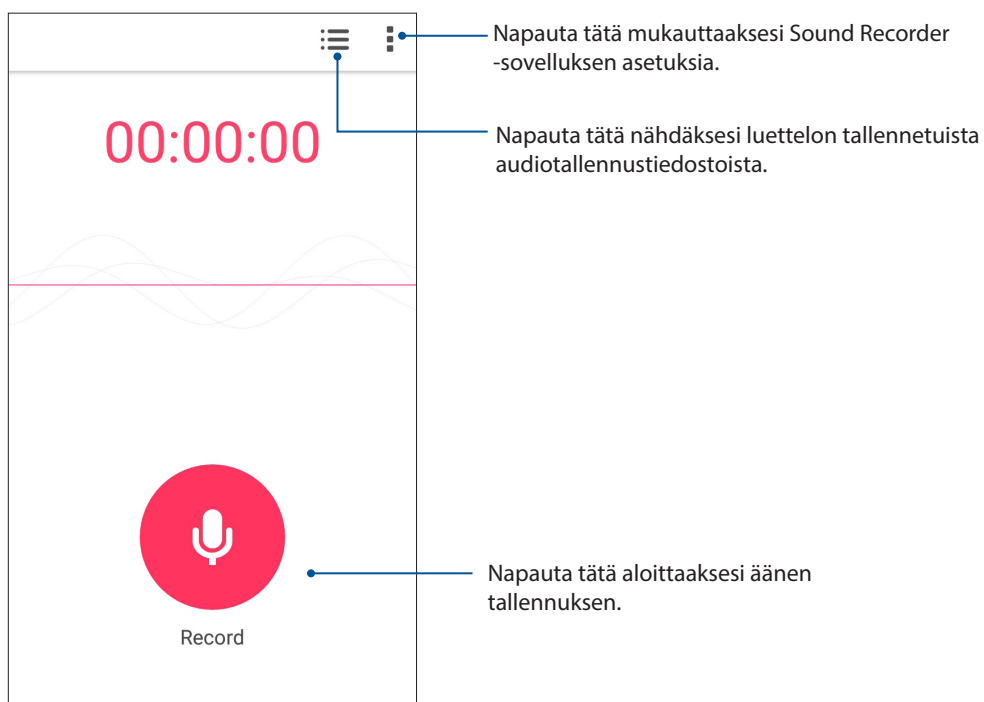 Napauta tätä mukauttaaksesi Sound Recorder
-sovelluksen asetuksia.
00:00:00
Napauta tätä nähdäksesi luettelon tallennetuista
audiotallennustiedostoista.
Napauta tätä aloittaaksesi äänen
tallennuksen.
Record